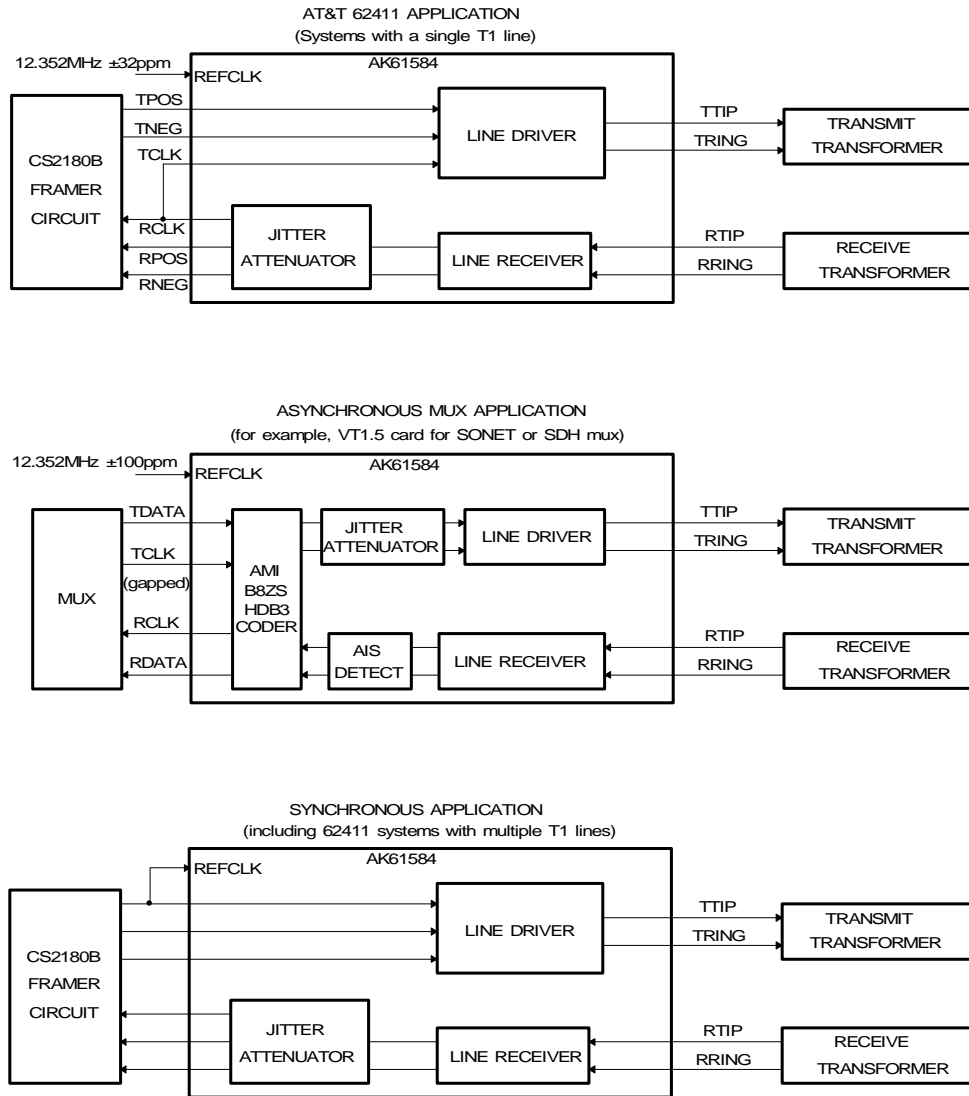 AT&T 62411 APPLICATION
(Systems with a single T1 line)
12.352MHz ±32ppm
AK61584
REFCLK
TPOS
TNEG
TCLK
CS2180B
FRAMER
CIRCUIT
RCLK
RPOS
RNEG
LINE DRIVER
JITTER
ATTENUATOR
LINE RECEIVER
TTIP
TRING
RTIP
RRING
TRANSMIT
TRANSFORMER
RECEIVE
TRANSFORMER
ASYNCHRONOUS MUX APPLICATION
(for example, VT1.5 card for SONET or SDH mux)
12.352MHz ±100ppm
AK61584
REFCLK
TDATA
TCLK
(gapped)
MUX
RCLK
RDATA
AMI
B8ZS
HDB3
CODER
JITTER
ATTENUATOR
LINE DRIVER
AIS
DETECT
LINE RECEIVER
TTIP
TRING
RTIP
RRING
TRANSMIT
TRANSFORMER
RECEIVE
TRANSFORMER
SYNCHRONOUS APPLICATION
(including 62411 systems with multiple T1 lines)
AK61584
REFCLK
CS2180B
FRAMER
CIRCUIT
LINE DRIVER
JITTER
ATTENUATOR
LINE RECEIVER
TTIP
TRING
RTIP
RRING
TRANSMIT
TRANSFORMER
RECEIVE
TRANSFORMER